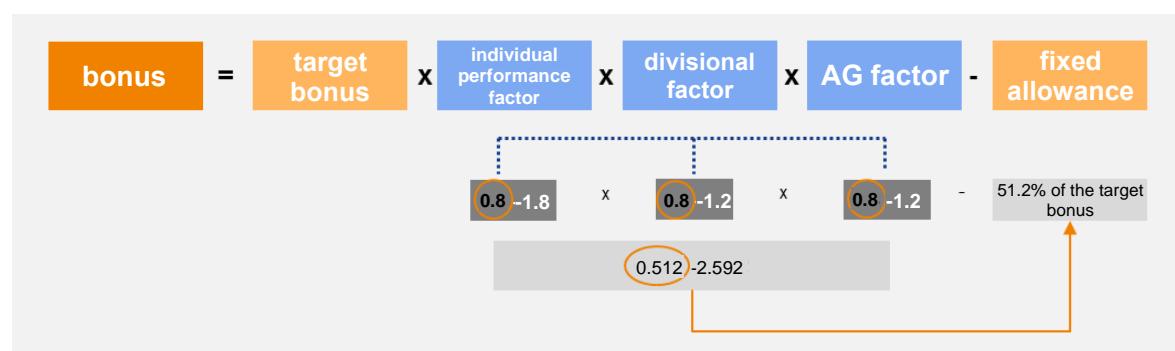 bonus
=
target
bonus
x
individual
performance
factor
x
divisional
factor
x
AG factor
-
fixed
allowance
0.8 -1.8
x
0.8 -1.2
x
0.8 -1.2
-
51.2% of the target
bonus
0.512 -2.592